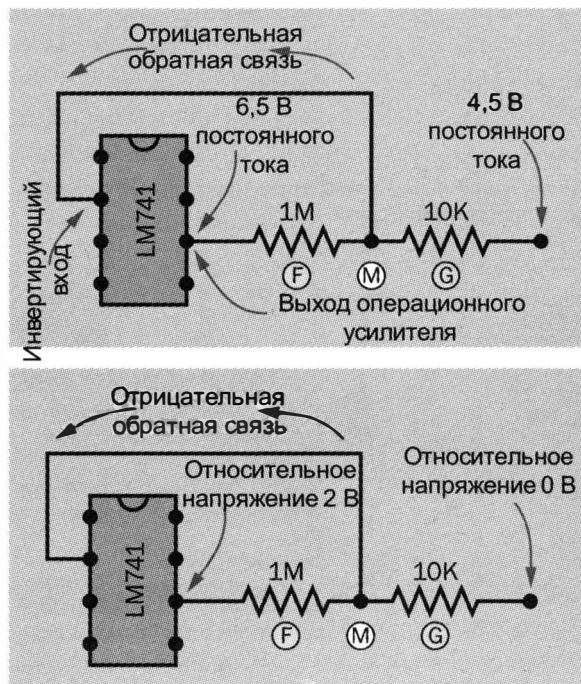 Отрицательная
обратная связь
6,5 В
постоянного
тока
4,5 В
постоянного
тока
LM741
1M
10K
F
M
G
Инвертирующий
вход
Выход операционного
усилителя
Отрицательная
обратная связь
Относительное
напряжение 2 В
Относительное
напряжение 0 В
LM741
1M
10K
F
M
G